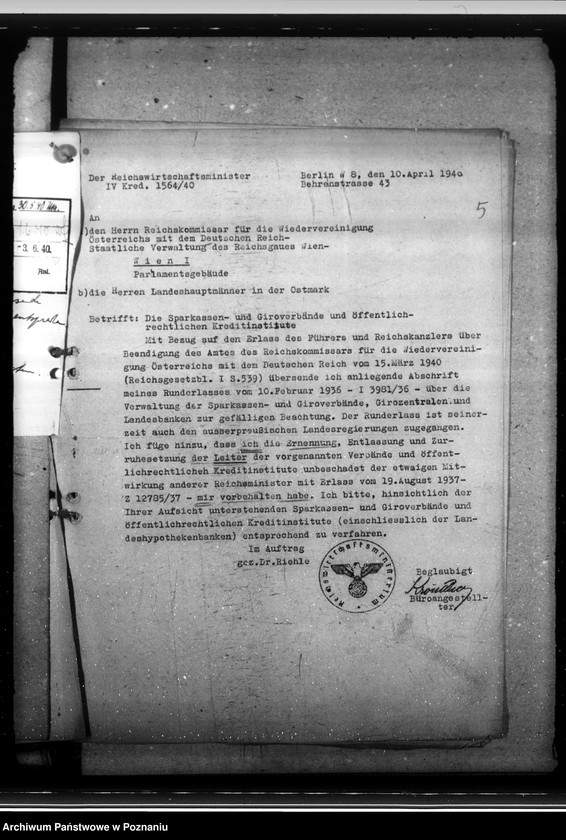 Der Reichswirtschaftsminister
IV Kred. 1564/40
Berlin W 8, den 10.April 1940
Behrenstrasse 43
5
An
)den Herrn Reichskommissar für die Wiedervereinigung
Österreichs mit dem Deutschen Reich-
Staatliche Verwaltung des Reichsgaues Wien-
Wien I
Parlamentsgebäude
b)die Herren Landeshauptmänner in der Ostmark
Betrifft: Die Sparkassen- und Giroverbände und öffentlich-
rechtlichen Kreditinstitute
Mit Bezug auf den Erlass des Führers und Reichskanzlers über
Beendigung des Amtes des Reichskommissars für die Wiedervereini-
gung Österreichs mit dem Deutschen Reich vom 15.März 1940
(Reichsgesetzbl. I S.539) übersende ich anliegende Abschrift
meines Runderlasses vom 10.Februar 1936 - I 3981/36 - über die
Verwaltung der Sparkassen- und Giroverbände, Girozentralen und
Landesbanken zur gefälligen Beachtung. Der Runderlass ist seiner-
zeit auch den ausserpreußischen Landesregierungen zugegangen.
Ich füge hinzu, dass ich die Ernennung, Entlassung und Zur-
ruhesetzung der Leiter der vorgenannten Verbände und öffent-
lichrechtlichen Kreditinstitute unbeschadet der etwaigen Mit-
wirkung anderer Reichsminister mit Erlass vom 19.August 1937-
Z 12785/37 - mir vorbehalten habe. Ich bitte, hinsichtlich der
Ihrer Aufsicht unterstehenden Sparkassen- und Giroverbände und
öffentlichrechtlichen Kreditinstitute (einschliesslich der Lan-
deshypothekenbanken) entsprechend zu verfahren.
Im Auftrag
gez.Dr.Riehle
Reichswirtschaftsministerium
Beglaubigt
Büroangestell-
ter
-3. 6. 40.
Archiwum Państwowe w Poznaniu